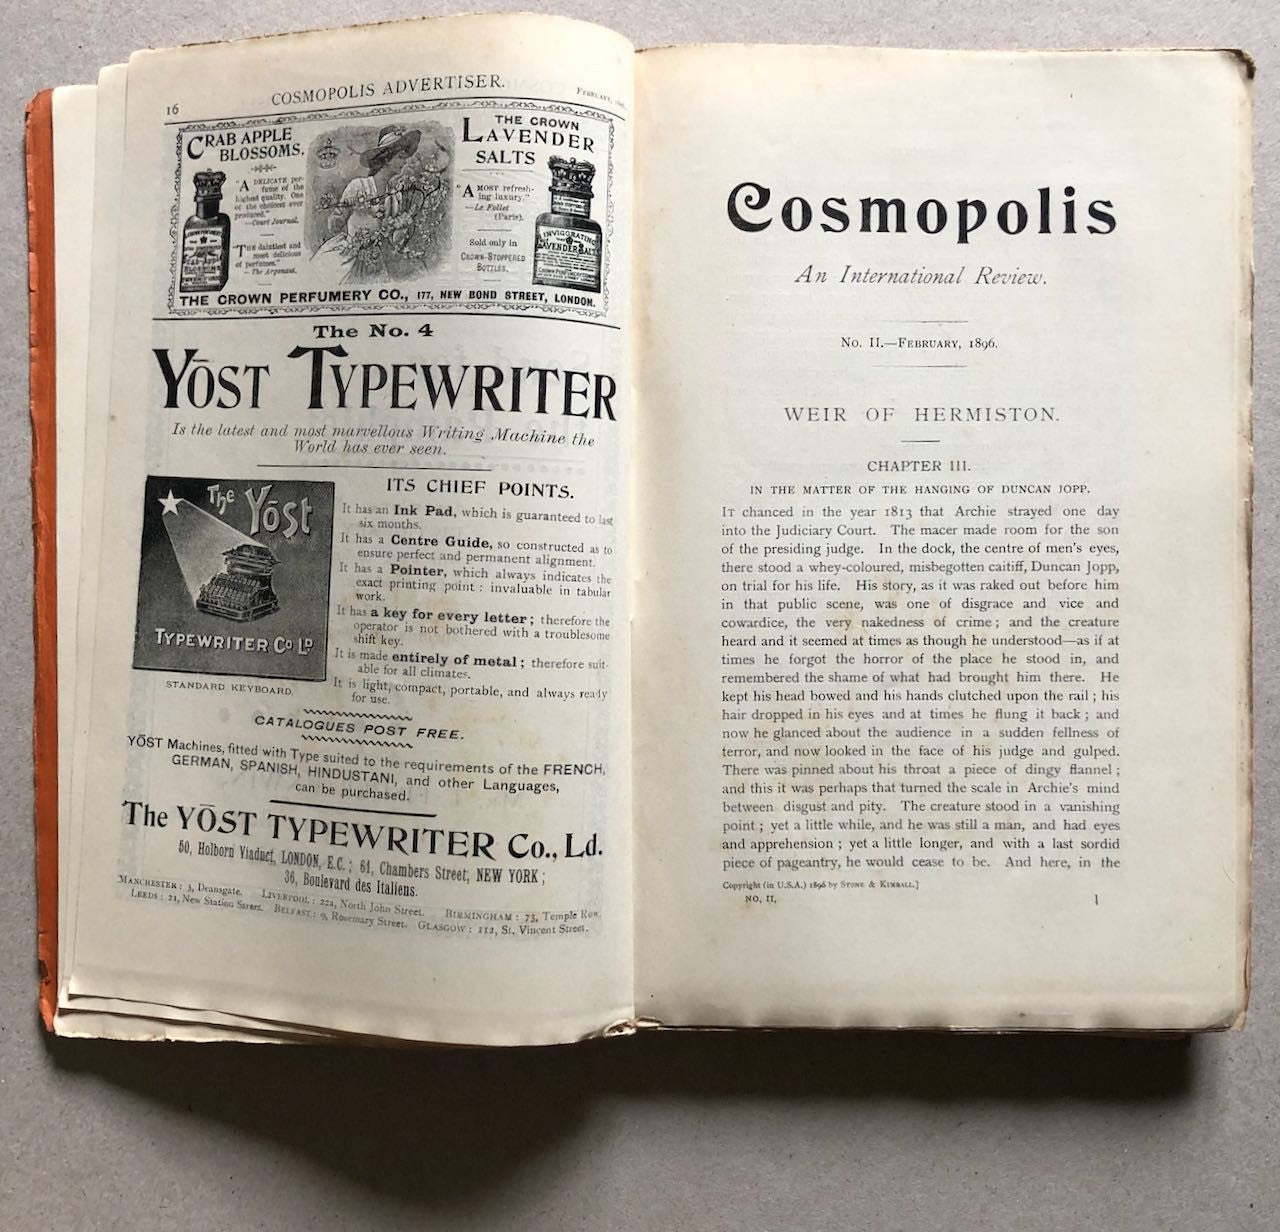 16
COSMOPOLIS ADVERTISER.
FEBRUARY, 1896.
CRAB APPLE
BLOSSOMS.
"A DELICATE per-
fume of the
highest quality. One
of the choicest ever
produced."
—Court Journal.
"THE daintiest and
most delicious
of perfumes."
—The Argonaut.
THE CROWN
LAVENDER
SALTS
"A MOST refresh-
ing luxury."
—Le Follet
(Paris).
Sold only in
CROWN-STOPPERED
BOTTLES.
INVIGORATING
LAVENDER SALTS
THE CROWN PERFUMERY CO., 177, NEW BOND STREET, LONDON.
The No. 4
YŌST TYPEWRITER
Is the latest and most marvellous Writing Machine the
World has ever seen.
The Yōst
TYPEWRITER Co LD
STANDARD KEYBOARD.
ITS CHIEF POINTS.
It has an Ink Pad, which is guaranteed to last
six months.
It has a Centre Guide, so constructed as to
ensure perfect and permanent alignment.
It has a Pointer, which always indicates the
exact printing point : invaluable in tabular
work.
It has a key for every letter ; therefore the
operator is not bothered with a troublesome
shift key.
It is made entirely of metal ; therefore suit-
able for all climates.
It is light, compact, portable, and always ready
for use.
CATALOGUES POST FREE.
YŌST Machines, fitted with Type suited to the requirements of the FRENCH,
GERMAN, SPANISH, HINDUSTANI, and other Languages,
can be purchased.
The YŌST TYPEWRITER Co., Ld.
50, Holborn Viaduct, LONDON, E.C. ; 61, Chambers Street, NEW YORK ;
36, Boulevard des Italiens.
MANCHESTER : 3, Deansgate. LIVERPOOL : 22a, North John Street. BIRMINGHAM : 73, Temple Row.
LEEDS : 21, New Station Street. BELFAST : 9, Rosemary Street. GLASGOW : 112, St. Vincent Street.
Cosmopolis
An International Review.
No. II.—FEBRUARY, 1896.
WEIR OF HERMISTON.
CHAPTER III.
IN THE MATTER OF THE HANGING OF DUNCAN JOPP.
IT chanced in the year 1813 that Archie strayed one day
into the Judiciary Court. The macer made room for the son
of the presiding judge. In the dock, the centre of men's eyes,
there stood a whey-coloured, misbegotten caitiff, Duncan Jopp,
on trial for his life. His story, as it was raked out before him
in that public scene, was one of disgrace and vice and
cowardice, the very nakedness of crime ; and the creature
heard and it seemed at times as though he understood—as if at
times he forgot the horror of the place he stood in, and
remembered the shame of what had brought him there. He
kept his head bowed and his hands clutched upon the rail ; his
hair dropped in his eyes and at times he flung it back ; and
now he glanced about the audience in a sudden fellness of
terror, and now looked in the face of his judge and gulped.
There was pinned about his throat a piece of dingy flannel ;
and this it was perhaps that turned the scale in Archie's mind
between disgust and pity. The creature stood in a vanishing
point ; yet a little while, and he was still a man, and had eyes
and apprehension ; yet a little longer, and with a last sordid
piece of pageantry, he would cease to be. And here, in the
Copyright (in U.S.A.) 1896 by STONE & KIMBALL.]
NO. II.
1